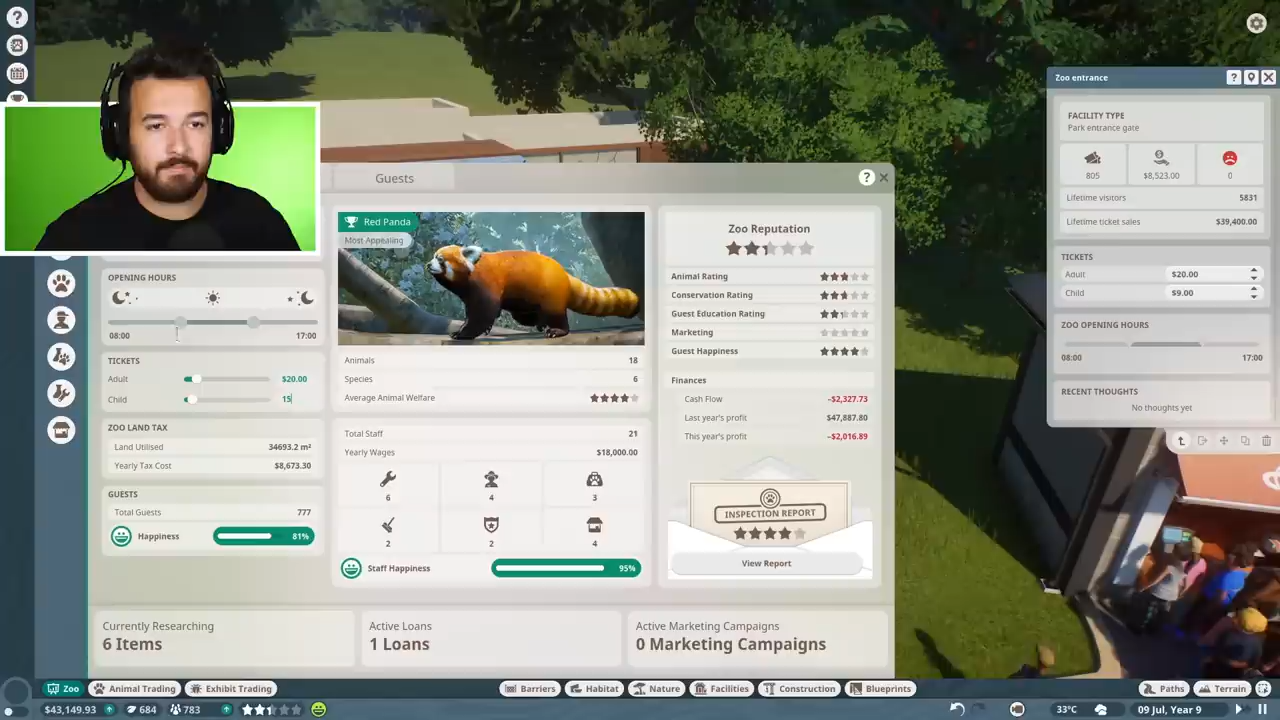 Guests
?
Red Panda
Most Appealing
OPENING HOURS
08:00 17:00
TICKETS
Adult $20.00
Child 15
ZOO LAND TAX
Land Utilised 34693.2 m²
Yearly Tax Cost $8,673.30
GUESTS
Total Guests 777
Happiness 81%
Animals 18
Species 6
Average Animal Welfare
Total Staff 21
Yearly Wages $18,000.00
6 4 3
2 2 4
Staff Happiness 95%
Zoo Reputation
Animal Rating
Conservation Rating
Guest Education Rating
Marketing
Guest Happiness
Finances
Cash Flow -$2,327.73
Last year's profit $47,887.80
This year's profit -$2,016.89
INSPECTION REPORT
View Report
Currently Researching
6 Items
Active Loans
1 Loans
Active Marketing Campaigns
0 Marketing Campaigns
Zoo entrance
?
FACILITY TYPE
Park entrance gate
805 $8,523.00 0
Lifetime visitors 5831
Lifetime ticket sales $39,400.00
TICKETS
Adult $20.00
Child $9.00
ZOO OPENING HOURS
08:00 17:00
RECENT THOUGHTS
No thoughts yet
Zoo Animal Trading Exhibit Trading Barriers Habitat Nature Facilities Construction Blueprints Paths Terrain
$43,149.93 684 783 33°C 09 Jul, Year 9